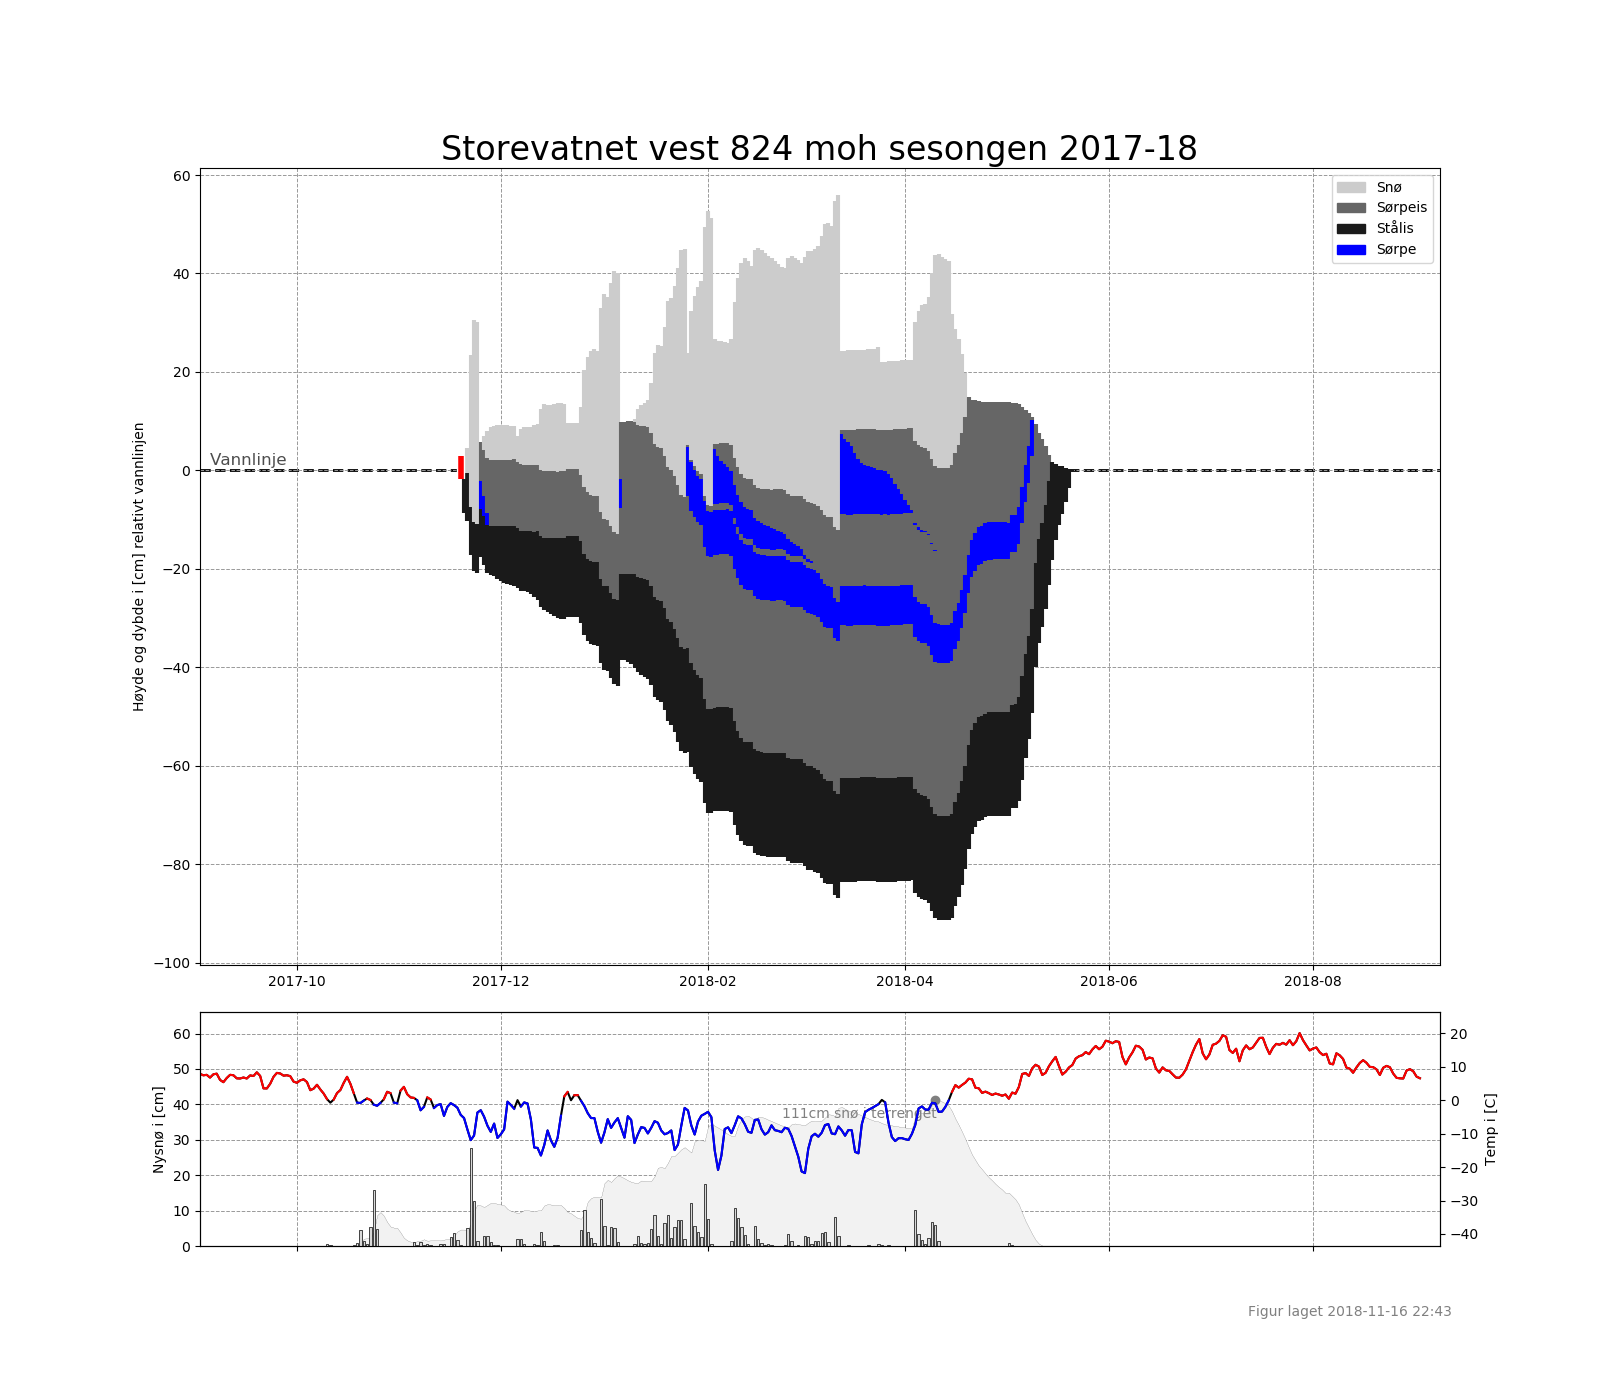 Storevatnet vest 824 moh sesongen 2017-18
60
40
20
0
−20
−40
−60
−80
−100
Høyde og dybde i [cm] relativt vannlinjen
Vannlinje
Snø
Sørpeis
Stålis
Sørpe
2017-10 2017-12 2018-02 2018-04 2018-06 2018-08
60
50
40
30
20
10
0
Nysnø i [cm]
111cm snø i terrenget
20
10
0
−10
−20
−30
−40
Temp i [C]
Figur laget 2018-11-16 22:43